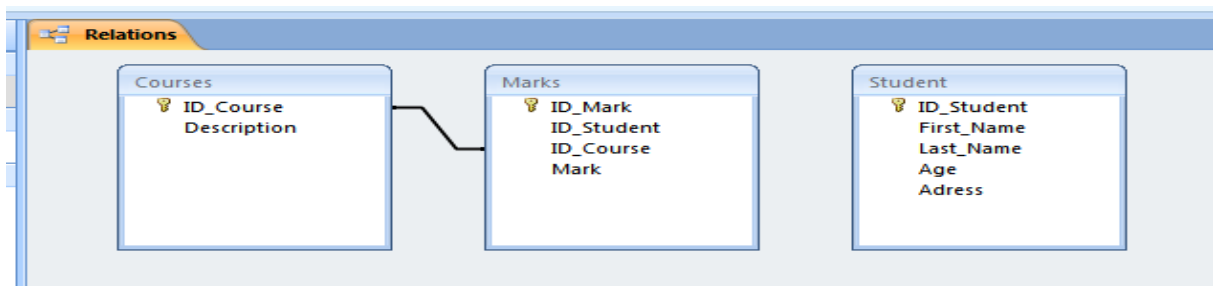 Relations
Courses
ID_Course
Description
Marks
ID_Mark
ID_Student
ID_Course
Mark
Student
ID_Student
First_Name
Last_Name
Age
Adress